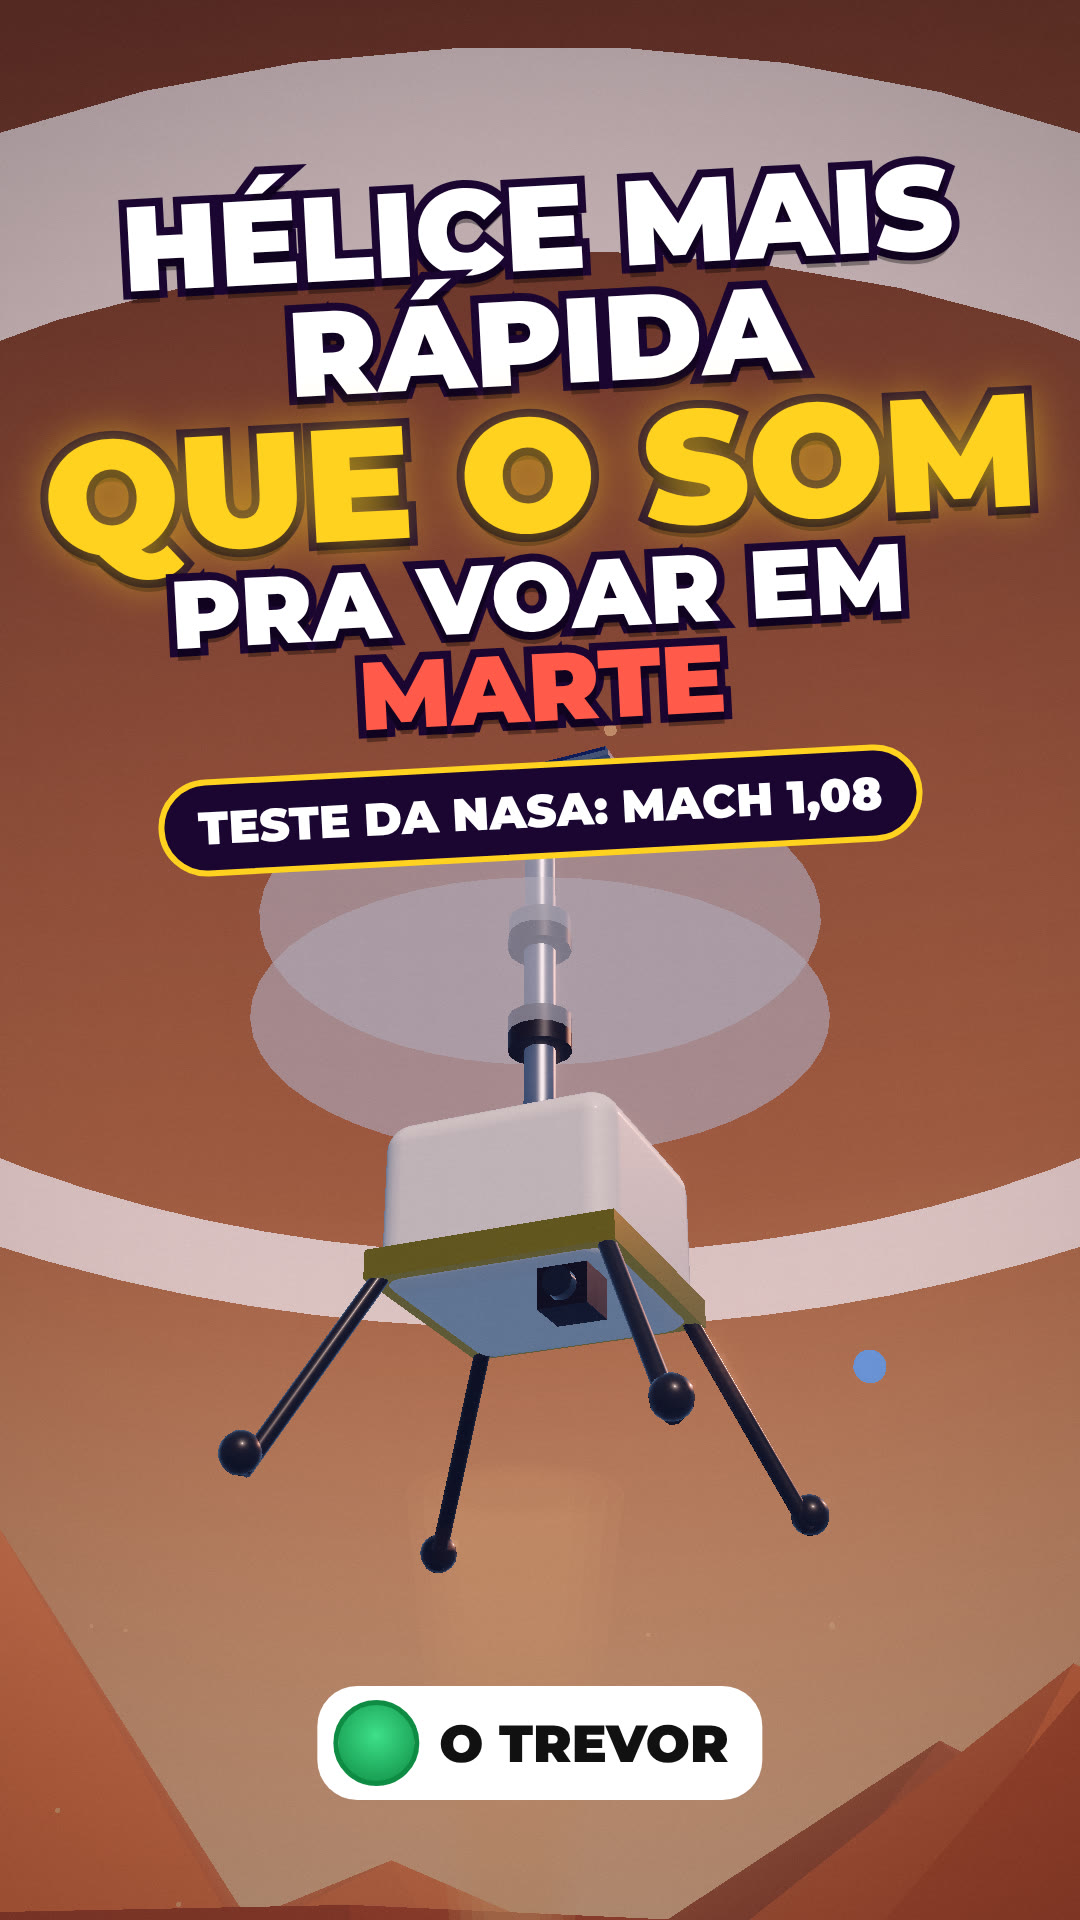 HÉLICE MAIS
RÁPIDA
QUE O SOM
PRA VOAR EM
MARTE
TESTE DA NASA: MACH 1,08
O TREVOR